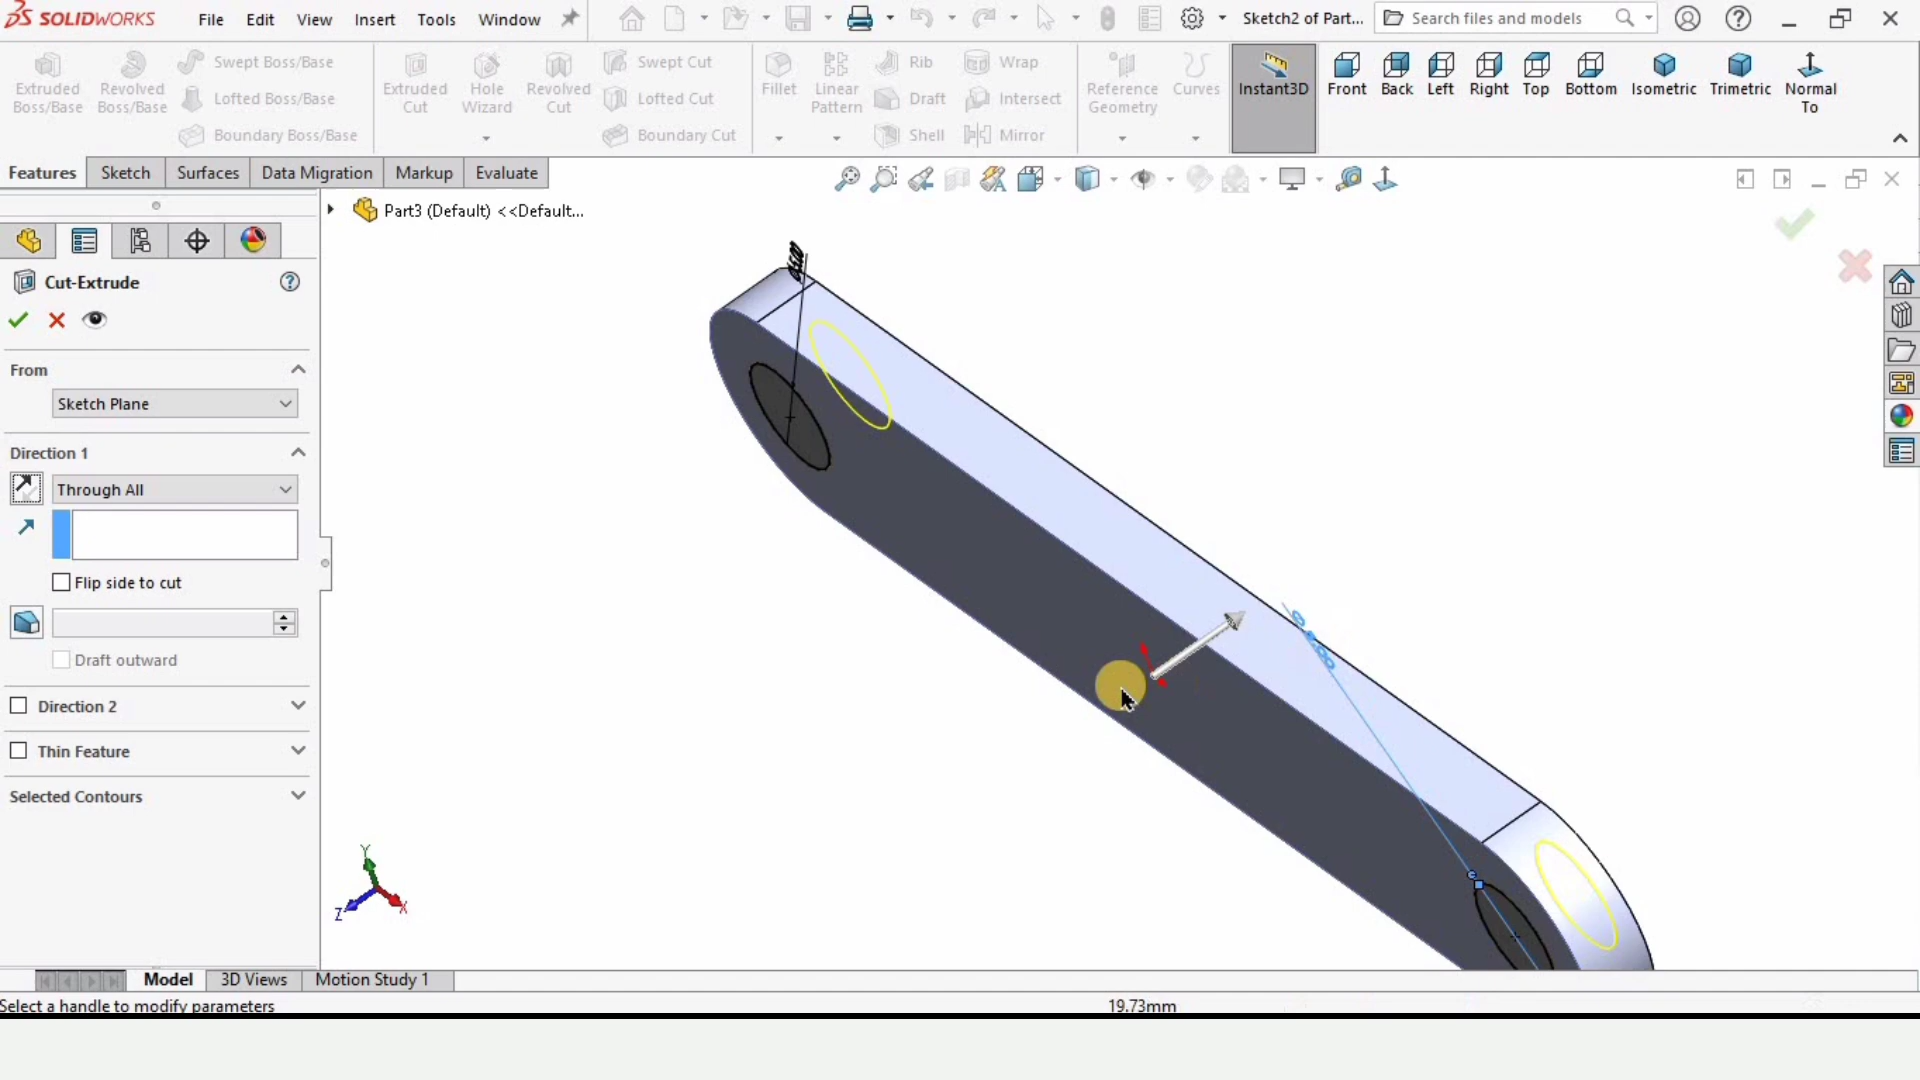 SOLIDWORKS File Edit View Insert Tools Window Sketch2 of Part... Search files and models
Extruded Boss/Base
Revolved Boss/Base
Swept Boss/Base
Lofted Boss/Base
Boundary Boss/Base
Extruded Cut
Hole Wizard
Revolved Cut
Swept Cut
Lofted Cut
Boundary Cut
Fillet
Linear Pattern
Rib
Draft
Shell
Wrap
Intersect
Mirror
Reference Geometry
Curves
Instant3D
Front Back Left Right Top Bottom Isometric Trimetric Normal To
Features Sketch Surfaces Data Migration Markup Evaluate
Part3 (Default) <<Default...
Cut-Extrude
From
Sketch Plane
Direction 1
Through All
Flip side to cut
Draft outward
Direction 2
Thin Feature
Selected Contours
Y
Z
X
Model 3D Views Motion Study 1
Select a handle to modify parameters 19.73mm